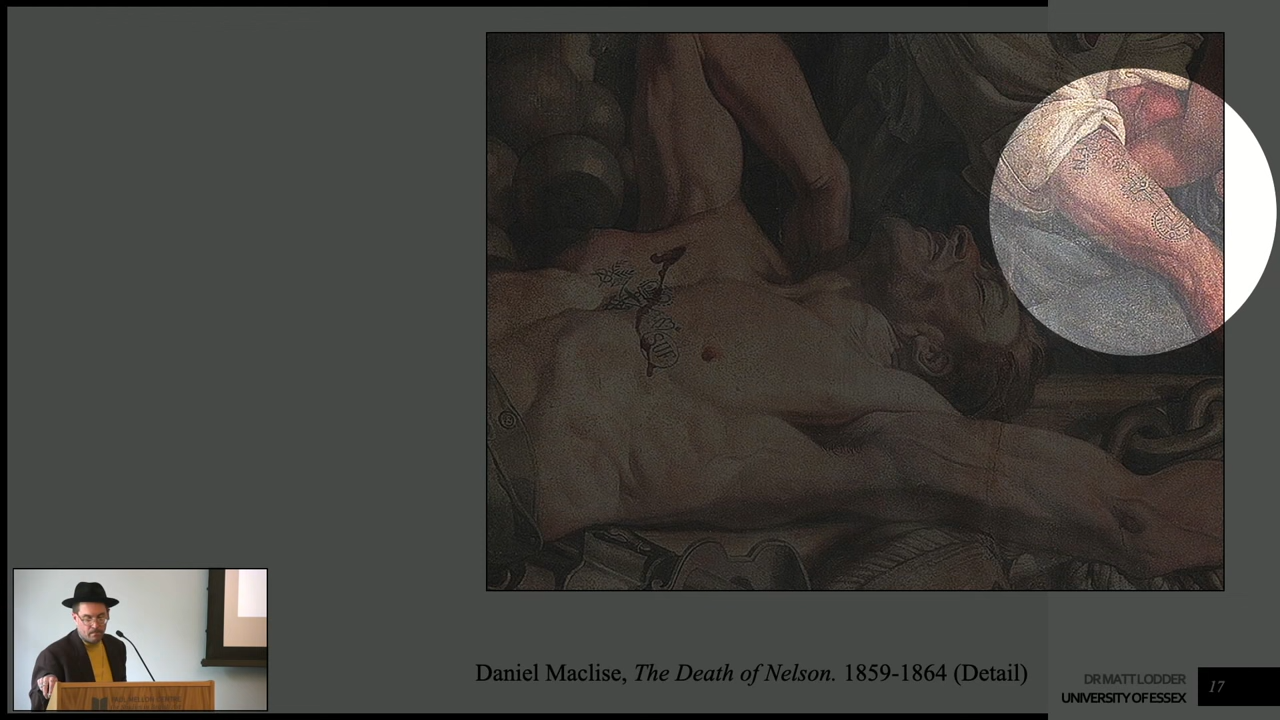 Daniel Maclise, The Death of Nelson. 1859-1864 (Detail)
DR MATT LODDER
UNIVERSITY OF ESSEX
17